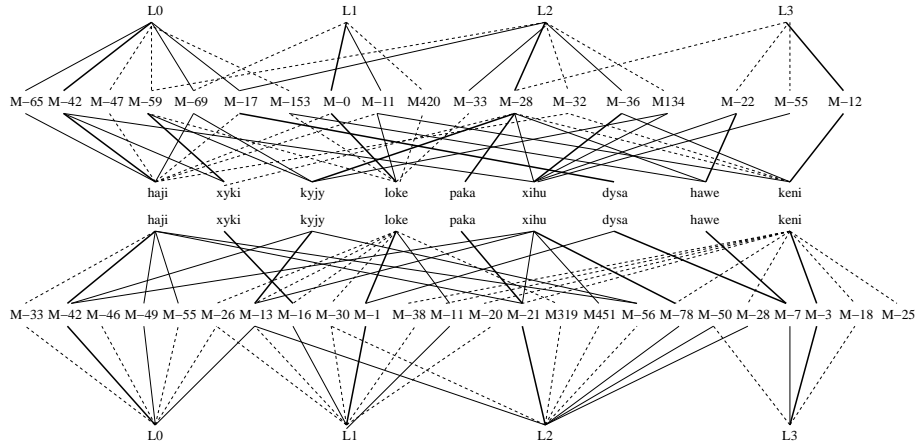 L0 L1 L2 L3
M-65 M-42 M-47 M-59 M-69 M-17 M-153 M-0 M-11 M420 M-33 M-28 M-32 M-36 M134 M-22 M-55 M-12
haji xyki kyjy loke paka xihu dysa hawe keni
haji xyki kyjy loke paka xihu dysa hawe keni
M-33 M-42 M-46 M-49 M-55 M-26 M-13 M-16 M-30 M-1 M-38 M-11 M-20 M-21 M319 M451 M-56 M-78 M-50 M-28 M-7 M-3 M-18 M-25
L0 L1 L2 L3